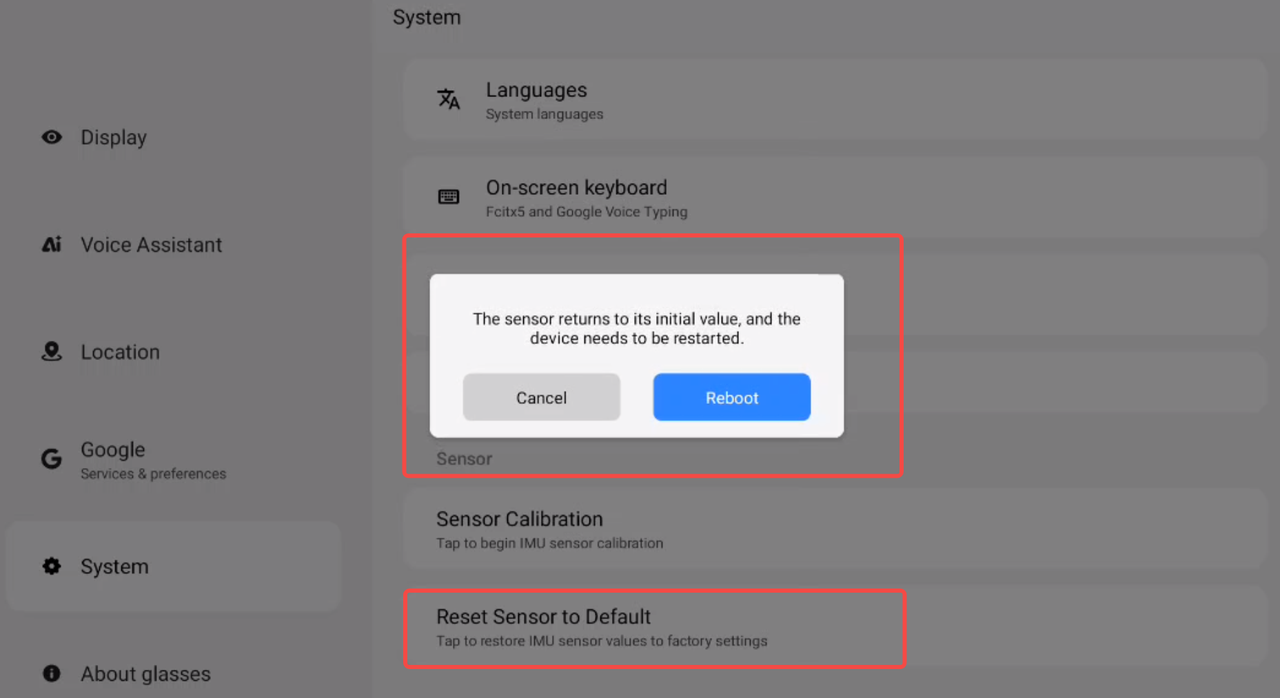 System
Display
Voice Assistant
Location
Google
Services & preferences
System
About glasses
Languages
System languages
On-screen keyboard
Fcitx5 and Google Voice Typing
The sensor returns to its initial value, and the
device needs to be restarted.
Cancel
Reboot
Sensor
Sensor Calibration
Tap to begin IMU sensor calibration
Reset Sensor to Default
Tap to restore IMU sensor values to factory settings